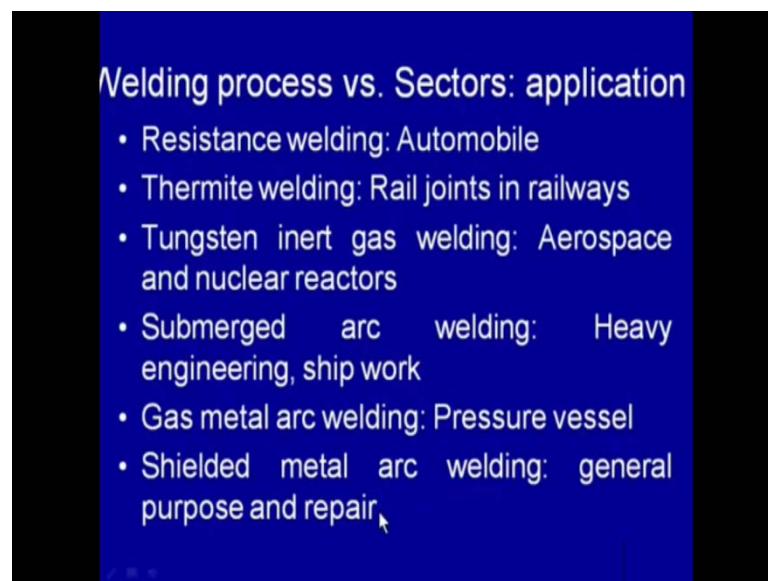 Welding process vs. Sectors: application
• Resistance welding: Automobile
• Thermite welding: Rail joints in railways
• Tungsten inert gas welding: Aerospace
and nuclear reactors
• Submerged arc welding: Heavy
engineering, ship work
• Gas metal arc welding: Pressure vessel
• Shielded metal arc welding: general
purpose and repair